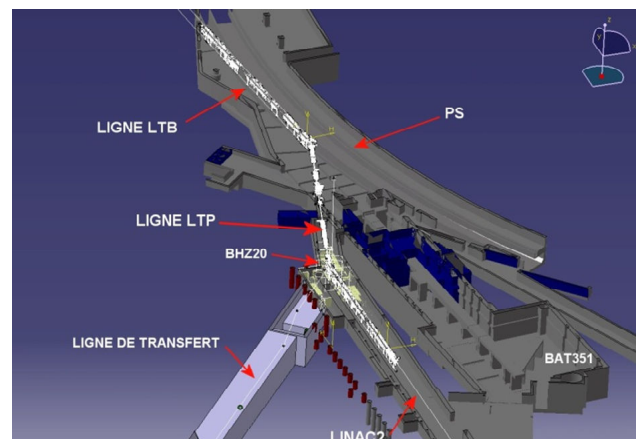 LIGNE LTB
PS
LIGNE LTP
BHZ20
LIGNE DE TRANSFERT
BAT351
LINAC2
z
y